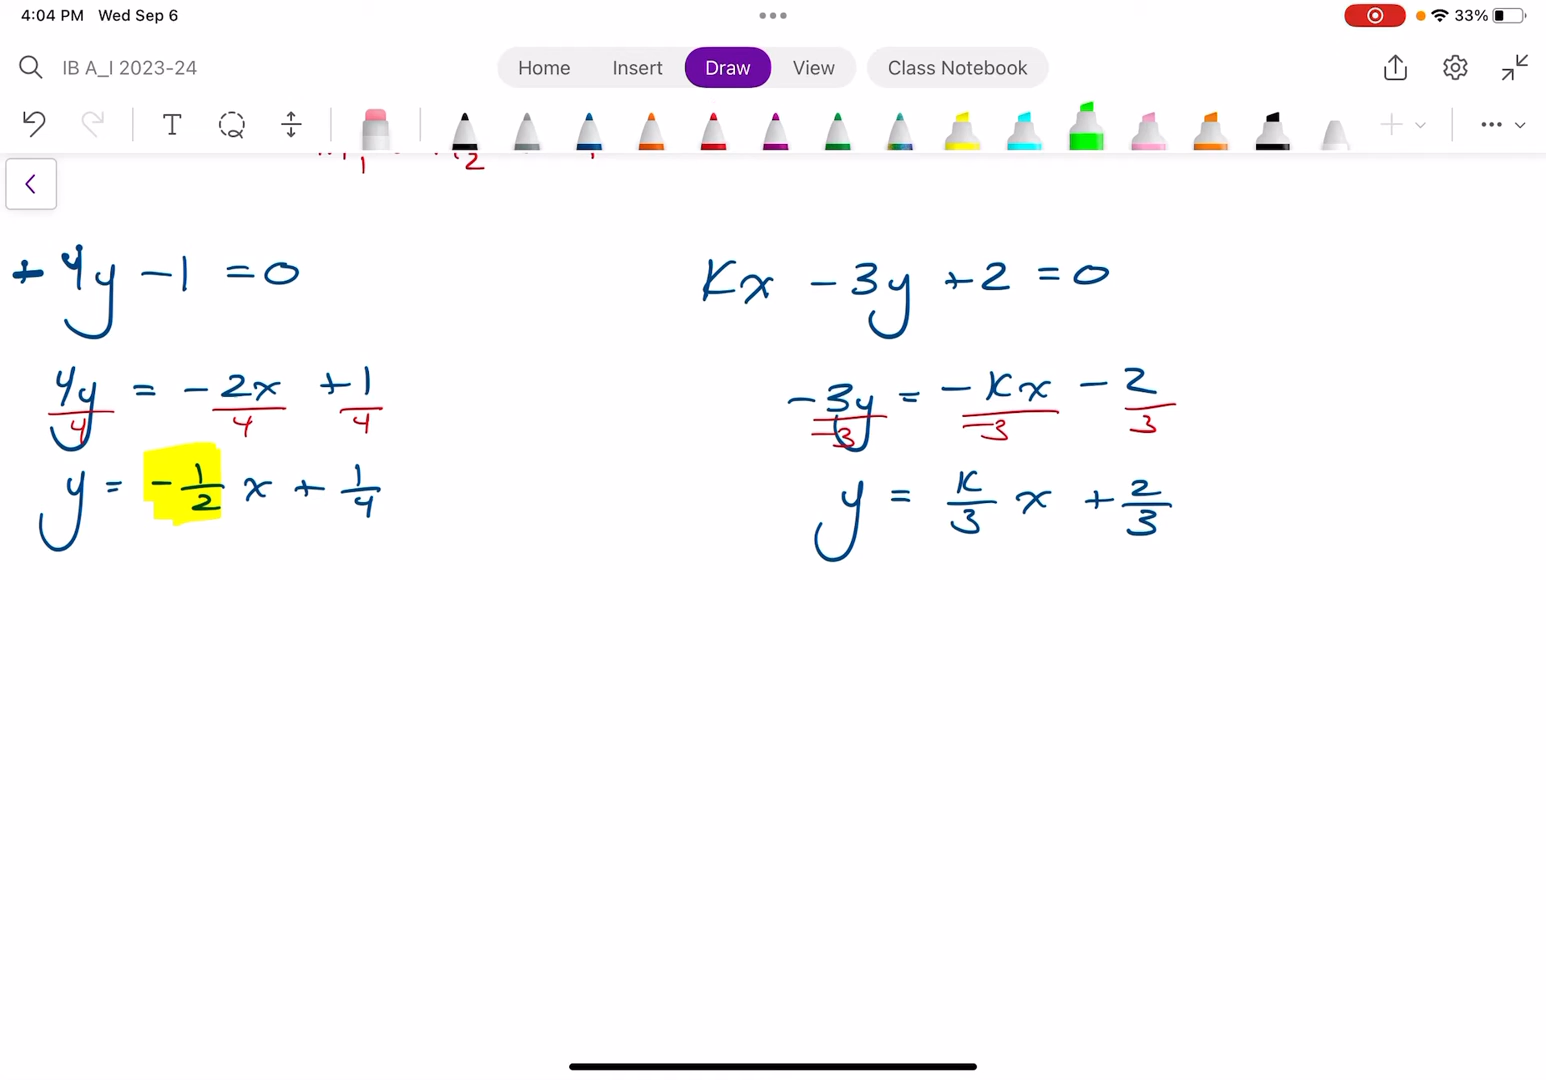 4:04 PM Wed Sep 6
33%
IB A_I 2023-24
Home Insert Draw View Class Notebook
T
1 2
+ 4y - 1 = 0
4y/4 = - 2x/4 + 1/4
y = - 1/2 x + 1/4
Kx - 3y + 2 = 0
-3y/-3 = - Kx/-3 - 2/3
y = K/3 x + 2/3